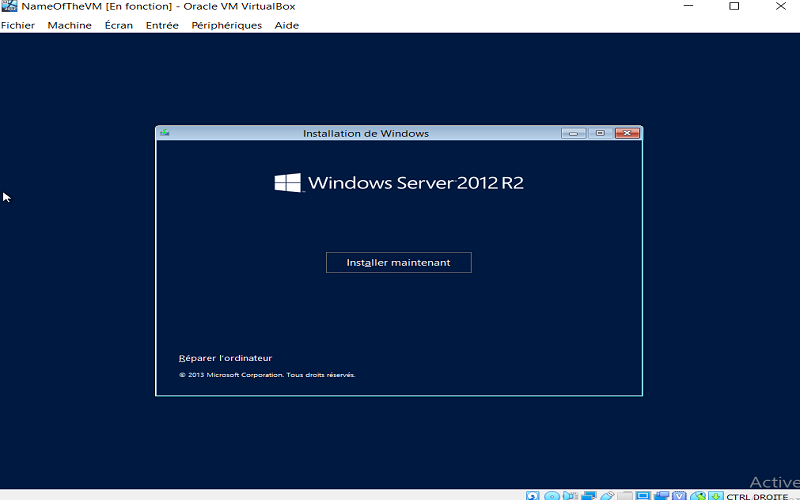 NameOfTheVM [En fonction] - Oracle VM VirtualBox
Fichier Machine Écran Entrée Périphériques Aide
Installation de Windows
Windows Server 2012 R2
Installer maintenant
Réparer l'ordinateur
© 2013 Microsoft Corporation. Tous droits réservés.
Active
CTRL DROITE